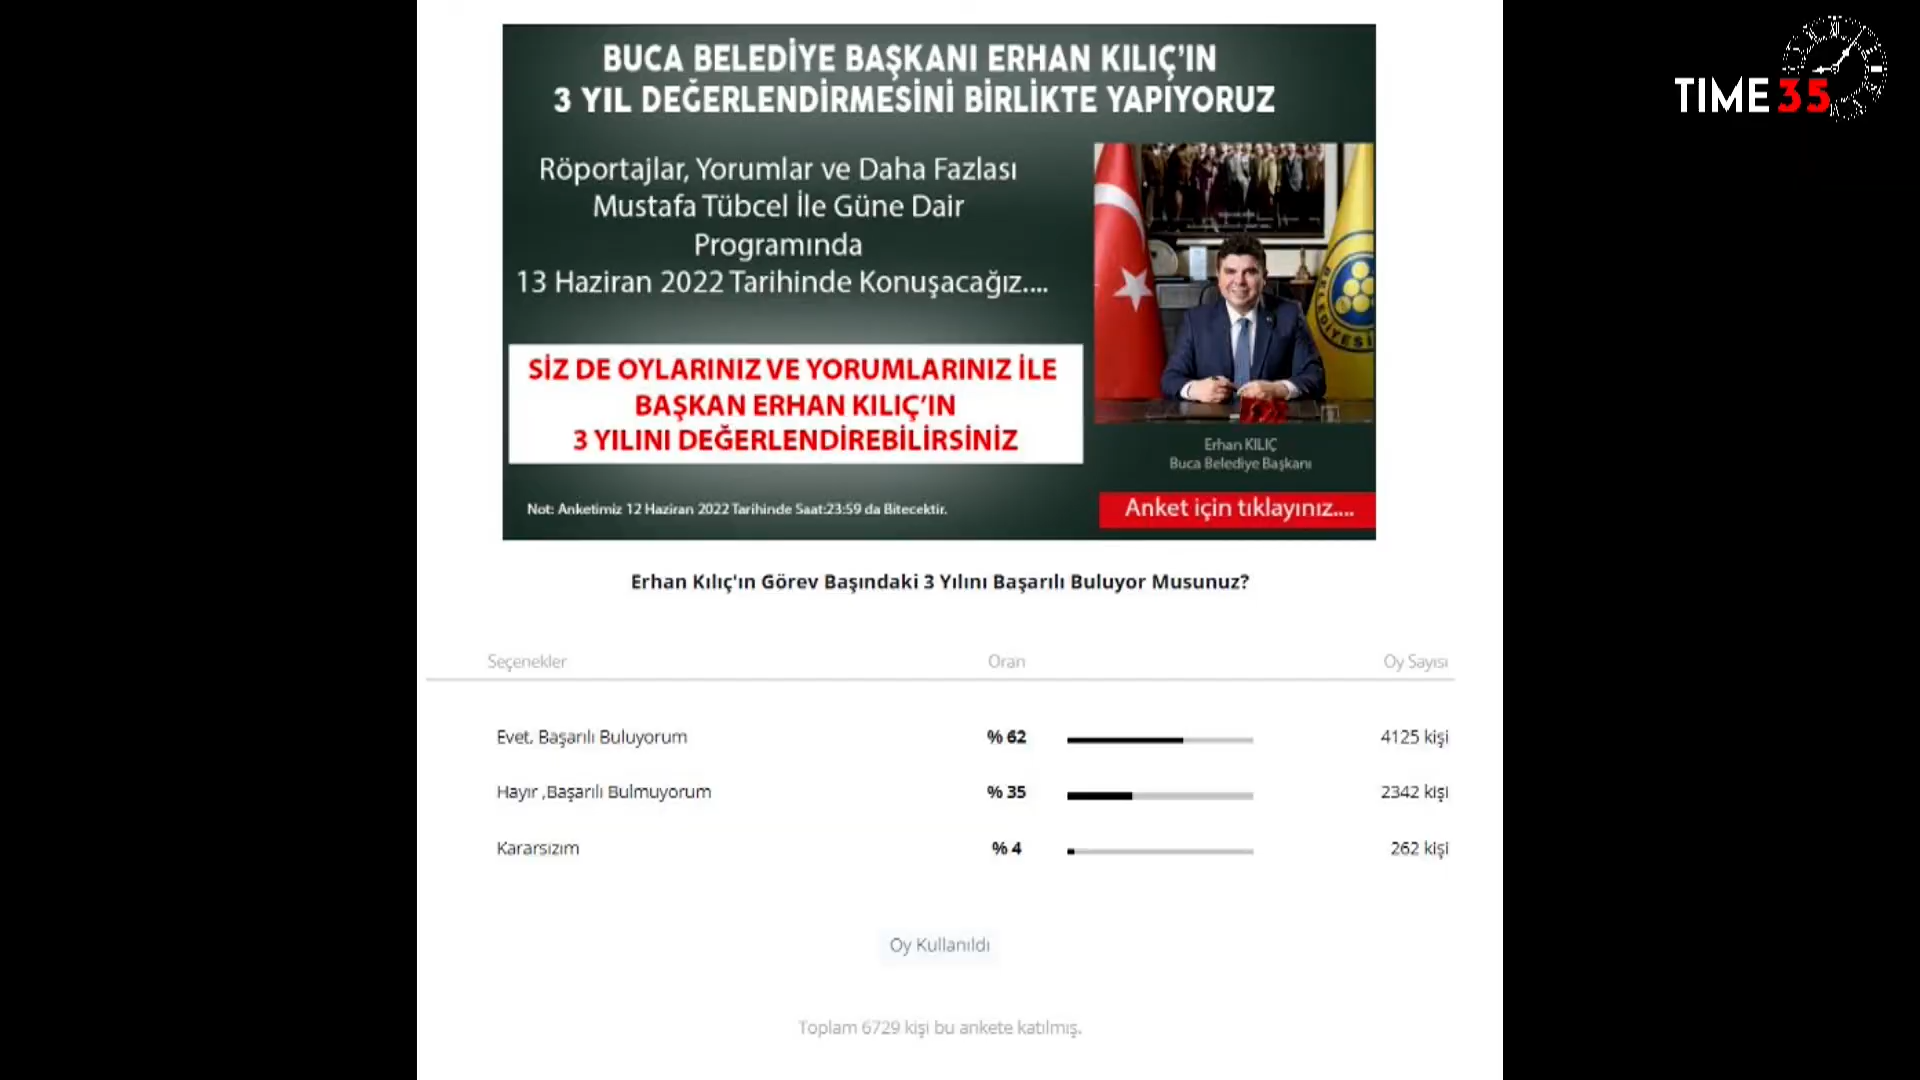 BUCA BELEDİYE BAŞKANI ERHAN KILIÇ’IN
3 YIL DEĞERLENDİRMESİNİ BİRLİKTE YAPIYORUZ
TIME 35
Röportajlar, Yorumlar ve Daha Fazlası
Mustafa Tübcel İle Güne Dair
Programında
13 Haziran 2022 Tarihinde Konuşacağız....
SİZ DE OYLARINIZ VE YORUMLARINIZ İLE
BAŞKAN ERHAN KILIÇ’IN
3 YILINI DEĞERLENDİREBİLİRSİNİZ
BELEDİYESİ
Erhan KILIÇ
Buca Belediye Başkanı
Not: Anketimiz 12 Haziran 2022 Tarihinde Saat:23:59 da Bitecektir.
Anket için tıklayınız....
Erhan Kılıç'ın Görev Başındaki 3 Yılını Başarılı Buluyor Musunuz?
Seçenekler Oran Oy Sayısı
Evet, Başarılı Buluyorum % 62 4125 kişi
Hayır ,Başarılı Bulmuyorum % 35 2342 kişi
Kararsızım % 4 262 kişi
Oy Kullanıldı
Toplam 6729 kişi bu ankete katılmış.